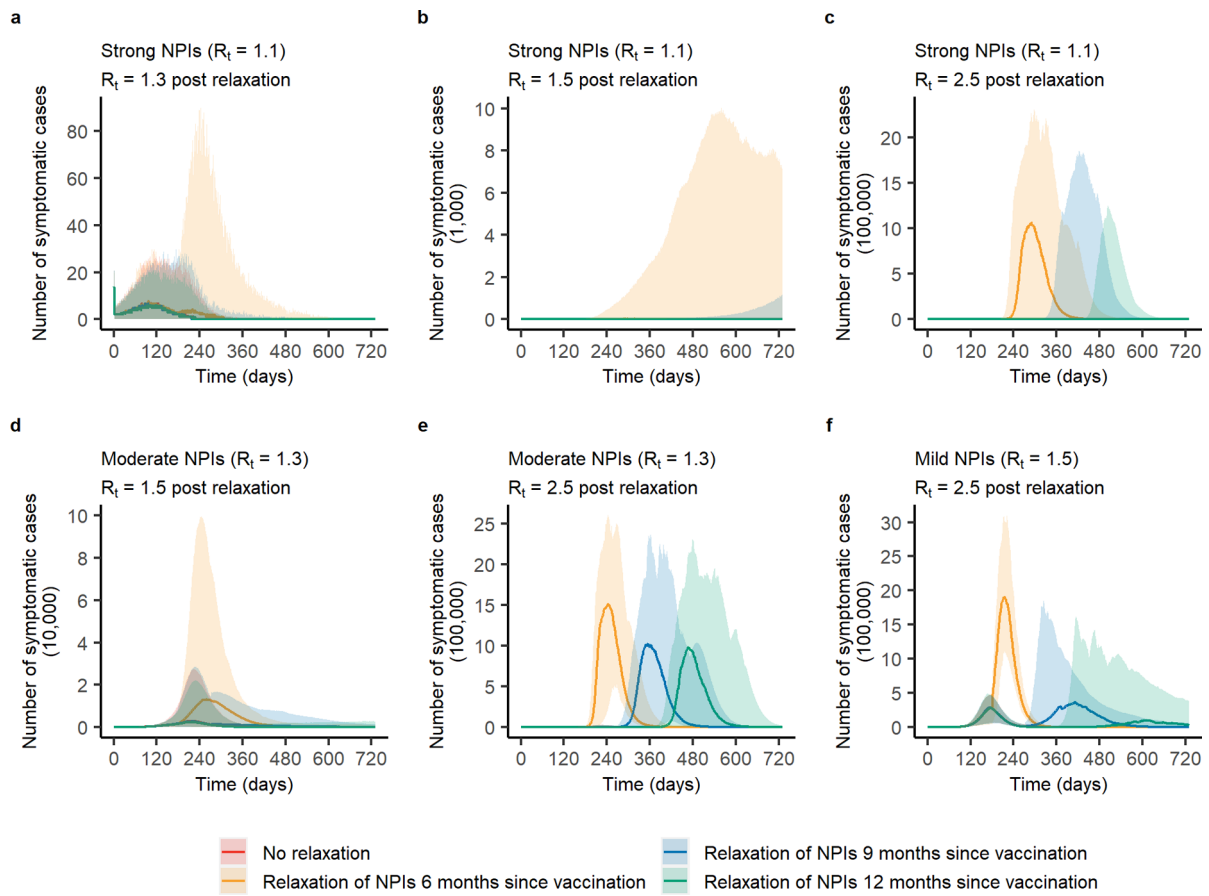 a
Strong NPIs (Rt = 1.1)
Rt = 1.3 post relaxation
Number of symptomatic cases
80
60
40
20
0
0 120 240 360 480 600 720
Time (days)
b
Strong NPIs (Rt = 1.1)
Rt = 1.5 post relaxation
Number of symptomatic cases
(1,000)
10
8
6
4
2
0
0 120 240 360 480 600 720
Time (days)
c
Strong NPIs (Rt = 1.1)
Rt = 2.5 post relaxation
Number of symptomatic cases
(100,000)
20
15
10
5
0
0 120 240 360 480 600 720
Time (days)
d
Moderate NPIs (Rt = 1.3)
Rt = 1.5 post relaxation
Number of symptomatic cases
(10,000)
10
8
6
4
2
0
0 120 240 360 480 600 720
Time (days)
e
Moderate NPIs (Rt = 1.3)
Rt = 2.5 post relaxation
Number of symptomatic cases
(100,000)
25
20
15
10
5
0
0 120 240 360 480 600 720
Time (days)
f
Mild NPIs (Rt = 1.5)
Rt = 2.5 post relaxation
Number of symptomatic cases
(100,000)
30
25
20
15
10
5
0
0 120 240 360 480 600 720
Time (days)
No relaxation
Relaxation of NPIs 6 months since vaccination
Relaxation of NPIs 9 months since vaccination
Relaxation of NPIs 12 months since vaccination